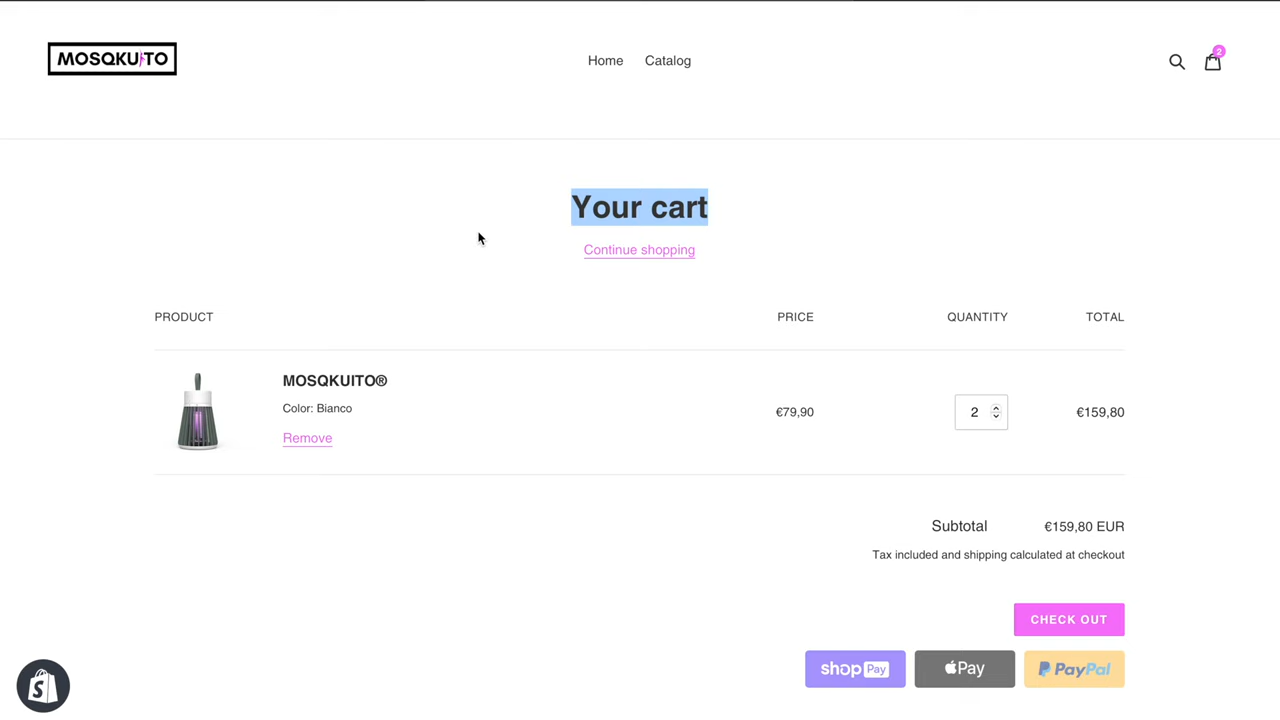 MOSQKUITO
Home Catalog
2
Your cart
Continue shopping
PRODUCT PRICE QUANTITY TOTAL
MOSQKUITO®
Color: Bianco
Remove
€79,90
2
€159,80
Subtotal €159,80 EUR
Tax included and shipping calculated at checkout
CHECK OUT
shop Pay
Pay
PayPal